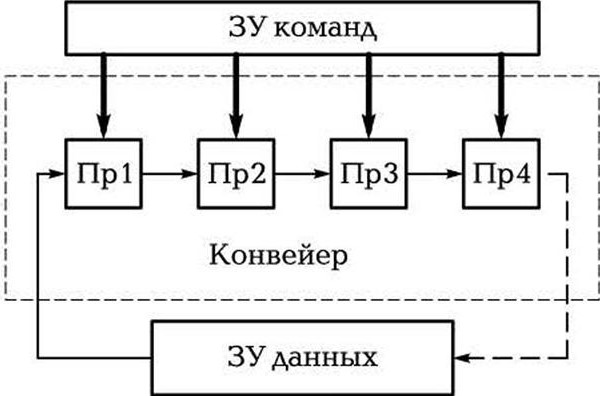 ЗУ команд
Пр1
Пр2
Пр3
Пр4
Конвейер
ЗУ данных